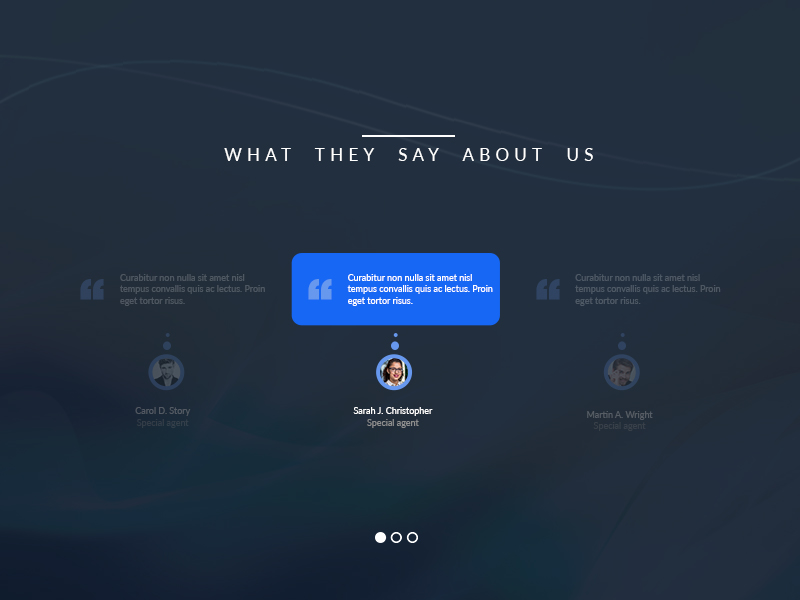 WHAT THEY SAY ABOUT US
Curabitur non nulla sit amet nisl
tempus convallis quis ac lectus. Proin
eget tortor risus.
Carol D. Story
Special agent
Curabitur non nulla sit amet nisl
tempus convallis quis ac lectus. Proin
eget tortor risus.
Sarah J. Christopher
Special agent
Curabitur non nulla sit amet nisl
tempus convallis quis ac lectus. Proin
eget tortor risus.
Martin A. Wright
Special agent